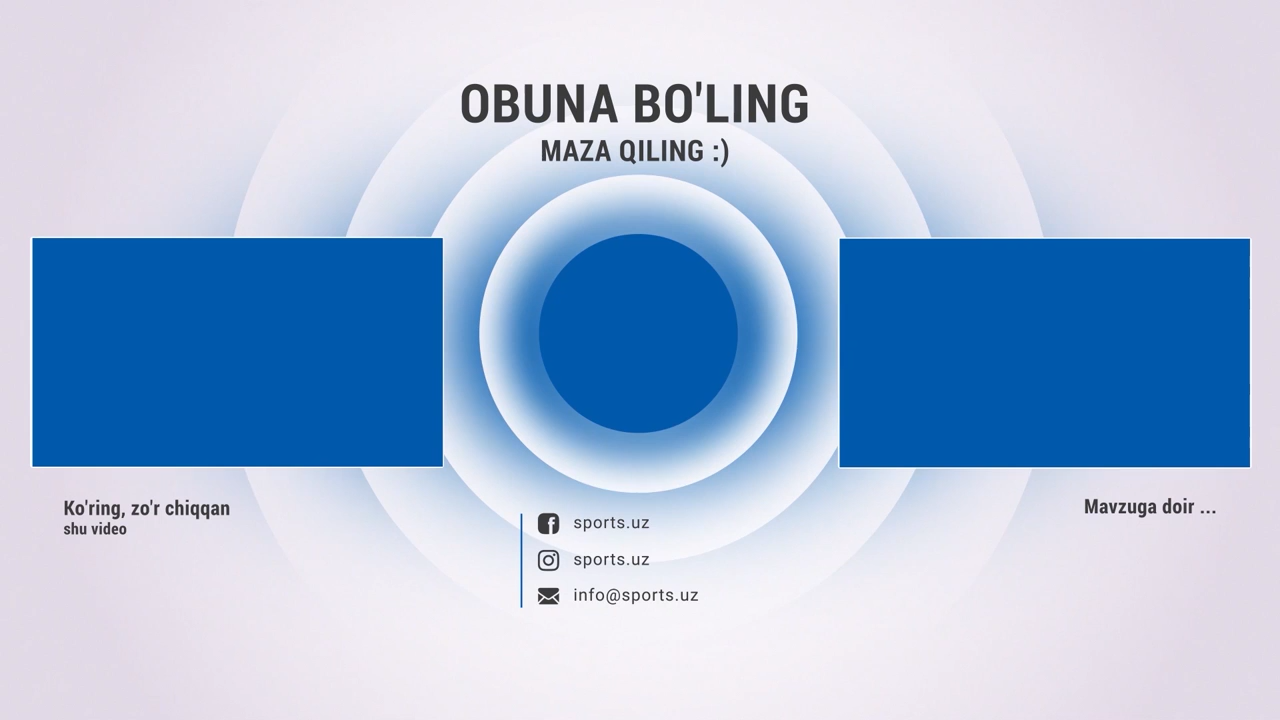 OBUNA BO'LING
MAZA QILING :)
Ko'ring, zo'r chiqqan
shu video
Mavzuga doir ...
sports.uz
sports.uz
info@sports.uz